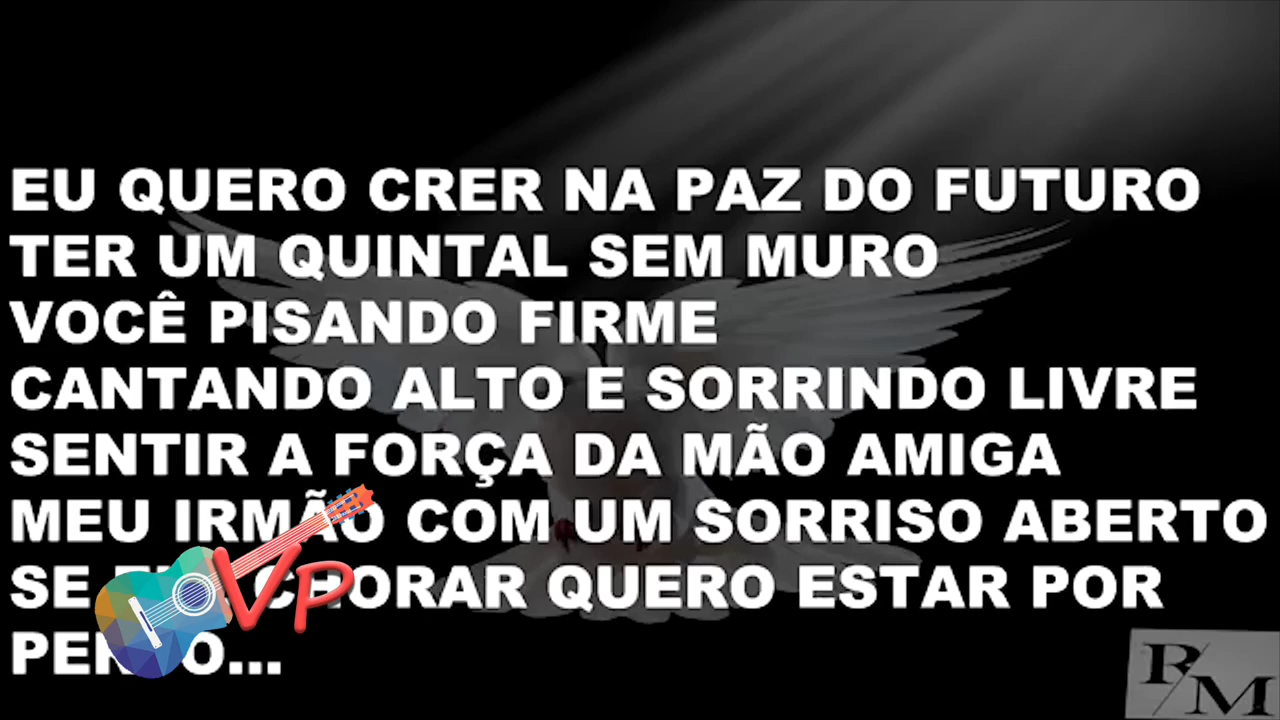 EU QUERO CRER NA PAZ DO FUTURO
TER UM QUINTAL SEM MURO
VOCÊ PISANDO FIRME
CANTANDO ALTO E SORRINDO LIVRE
SENTIR A FORÇA DA MÃO AMIGA
MEU IRMÃO COM UM SORRISO ABERTO
SE CHORAR QUERO ESTAR POR
PERTO...
VP
R/M